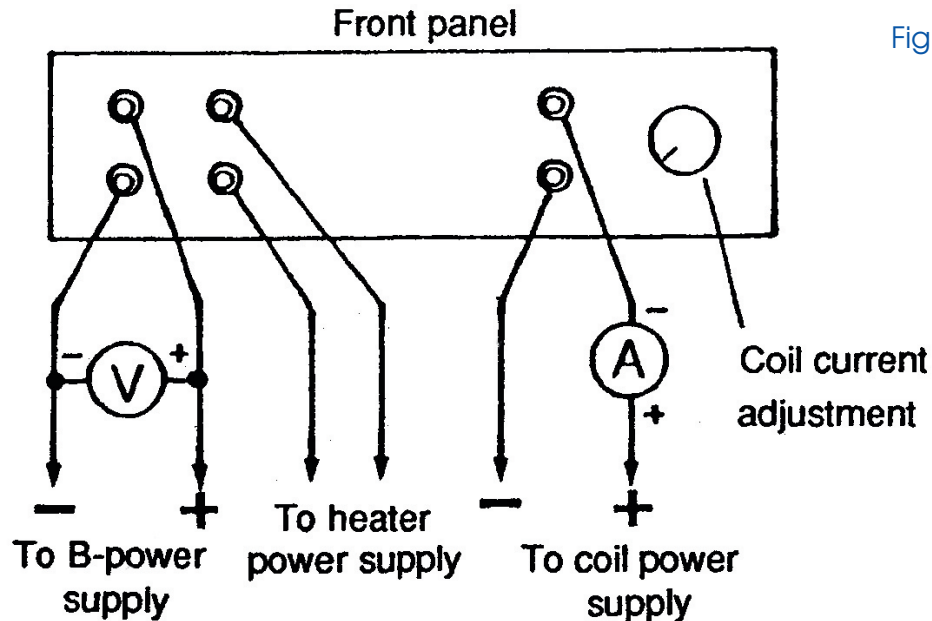 Front panel
Fig
V
- +
A
-
+
Coil current
adjustment
- +
To B-power
supply
To heater
power supply
- +
To coil power
supply